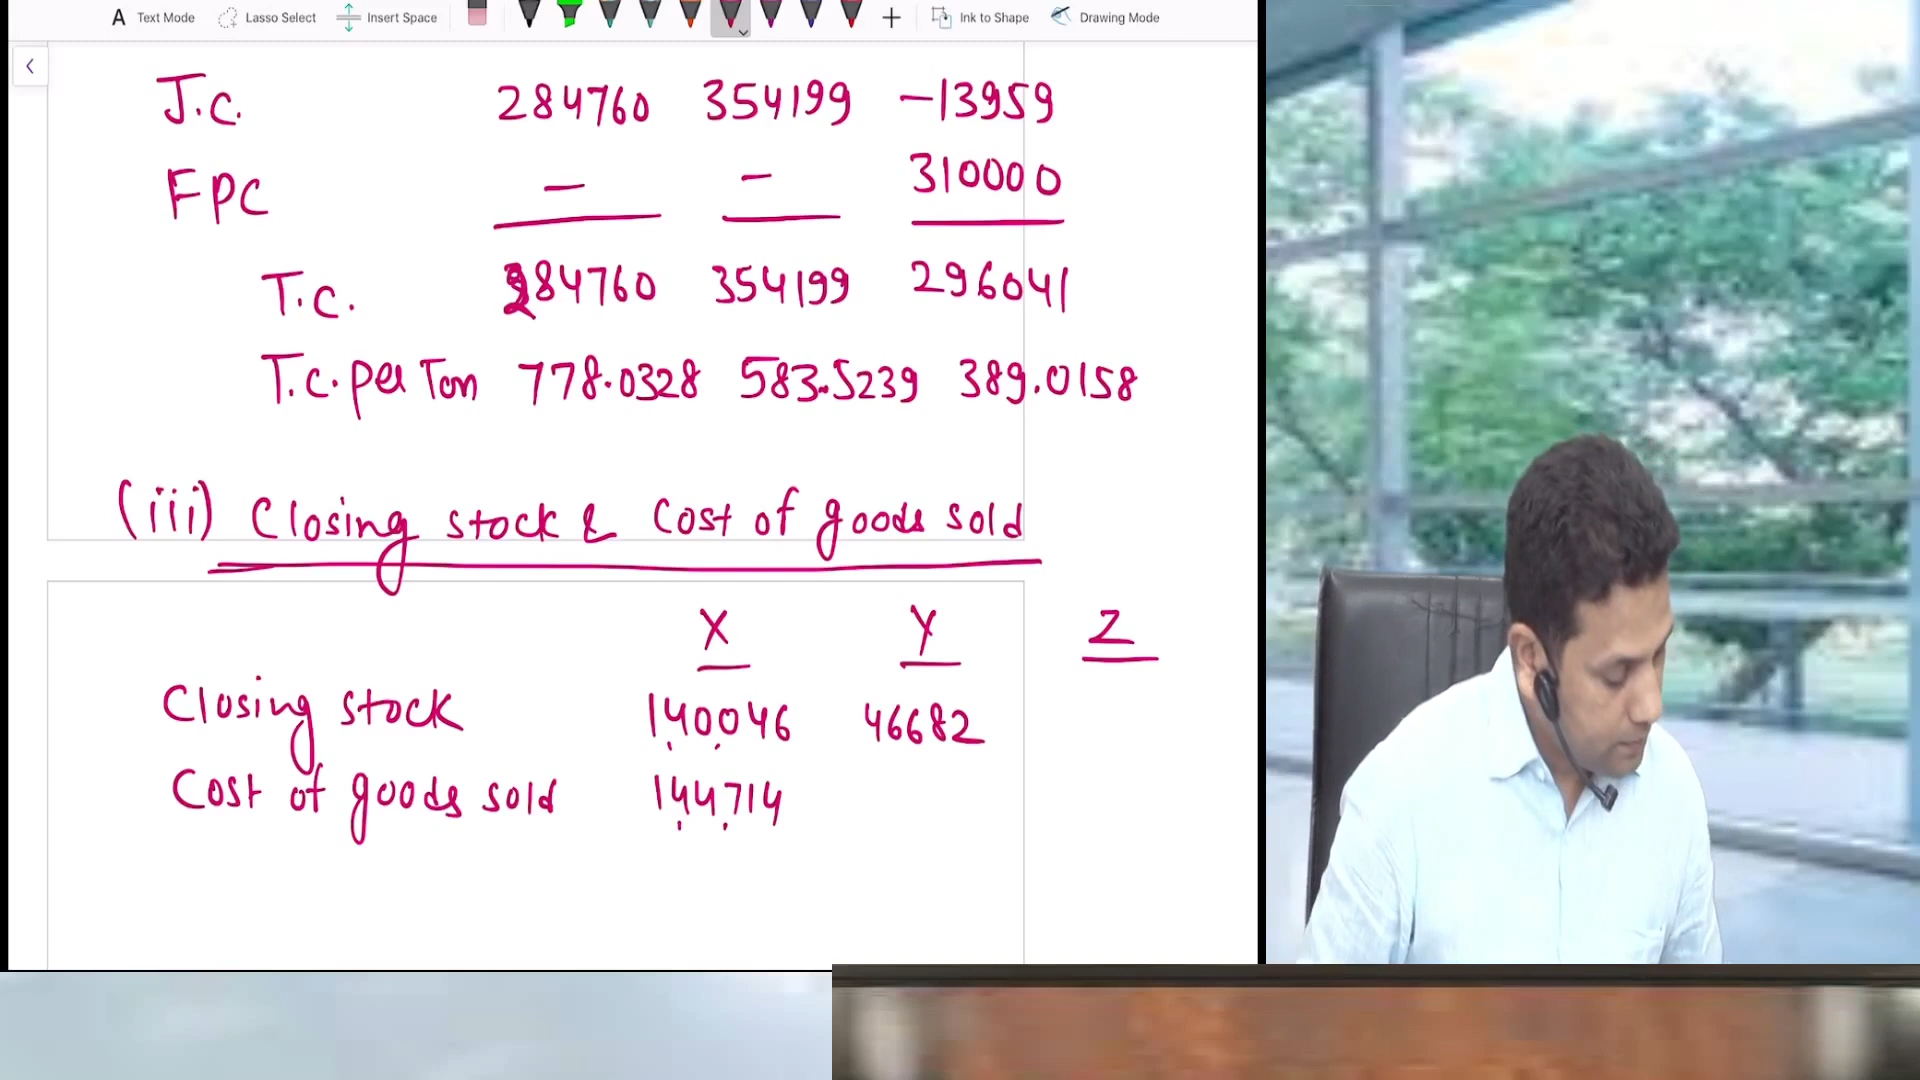 A Text Mode Lasso Select Insert Space + Ink to Shape Drawing Mode
J.C. 284760 354199 -13959
FPC - - 310000
T.C. 284760 354199 296041
T.C. per Ton 778.0328 583.5239 389.0158
(iii) Closing stock & Cost of goods sold
X Y Z
Closing stock 140046 46682
Cost of goods sold 144714